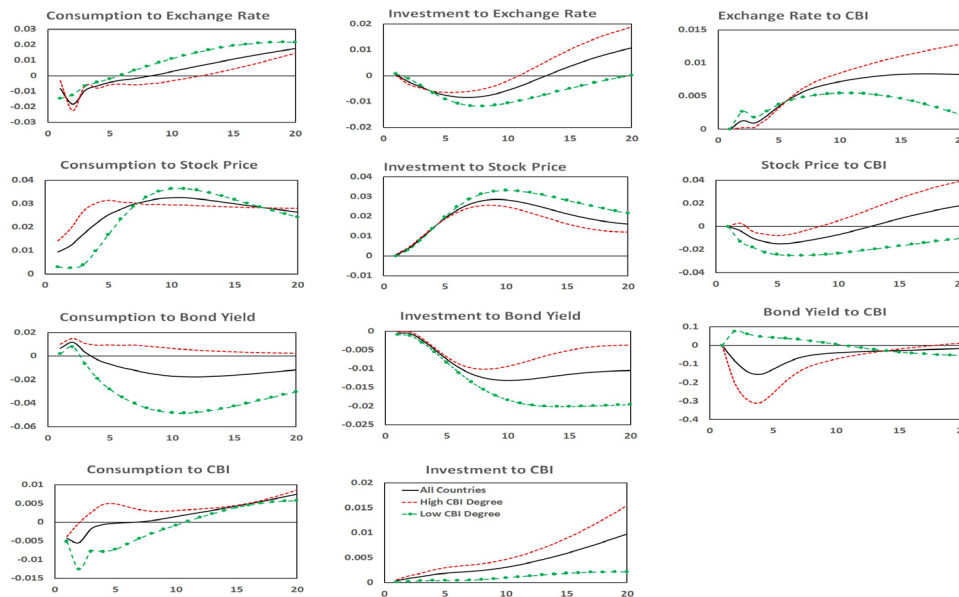 Consumption to Exchange Rate
0.03
0.02
0.01
0
-0.01
-0.02
-0.03
0 5 10 15 20
Investment to Exchange Rate
0.02
0.01
0
-0.01
-0.02
0 5 10 15 20
Exchange Rate to CBI
0.015
0.01
0.005
0
0 5 10 15 20
Consumption to Stock Price
0.04
0.03
0.02
0.01
0
0 5 10 15 20
Investment to Stock Price
0.04
0.03
0.02
0.01
0
-0.01
0 5 10 15 20
Stock Price to CBI
0.04
0.02
0
-0.02
-0.04
0 5 10 15 20
Consumption to Bond Yield
0.02
0
-0.02
-0.04
-0.06
0 5 10 15 20
Investment to Bond Yield
0
-0.005
-0.01
-0.015
-0.02
-0.025
0 5 10 15 20
Bond Yield to CBI
0.1
0
-0.1
-0.2
-0.3
-0.4
0 5 10 15 20
Consumption to CBI
0.01
0.005
0
-0.005
-0.01
-0.015
0 5 10 15 20
Investment to CBI
0.02
0.015
0.01
0.005
0
All Countries
High CBI Degree
Low CBI Degree
0 5 10 15 20